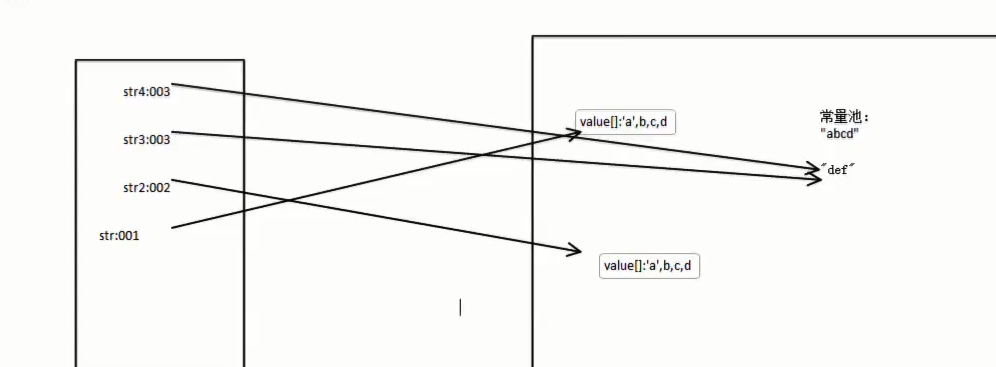 str4:003
str3:003
str2:002
str:001
value[]:'a',b,c,d
value[]:'a',b,c,d
常量池：
"abcd"
"def"